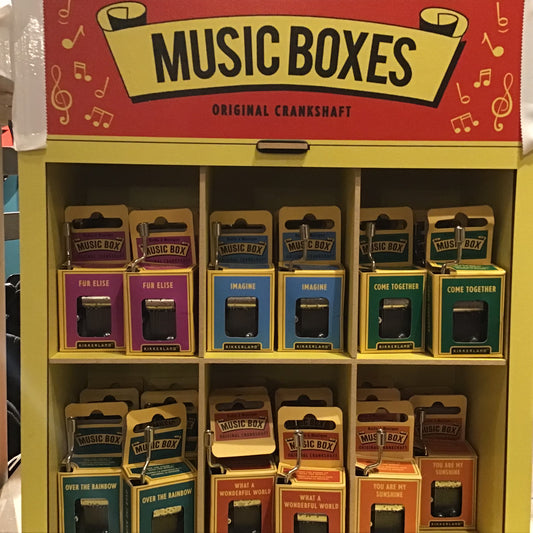 MUSIC BOXES
ORIGINAL CRANKSHAFT
MUSIC BOX
FUR ELISE
KIKKERLAND
MUSIC BOX
FUR ELISE
KIKKERLAND
MUSIC BOX
IMAGINE
KIKKERLAND
MUSIC BOX
IMAGINE
KIKKERLAND
MUSIC BOX
COME TOGETHER
KIKKERLAND
MUSIC BOX
COME TOGETHER
KIKKERLAND
MUSIC BOX
OVER THE RAINBOW
MUSIC BOX
OVER THE RAINBOW
MUSIC BOX
ORIGINAL CRANKSHAFT
WHAT A
WONDERFUL WORLD
MUSIC BOX
WHAT A
WONDERFUL WORLD
MUSIC BOX
YOU ARE MY
SUNSHINE
YOU ARE MY
SUNSHINE
KIKKERLAND